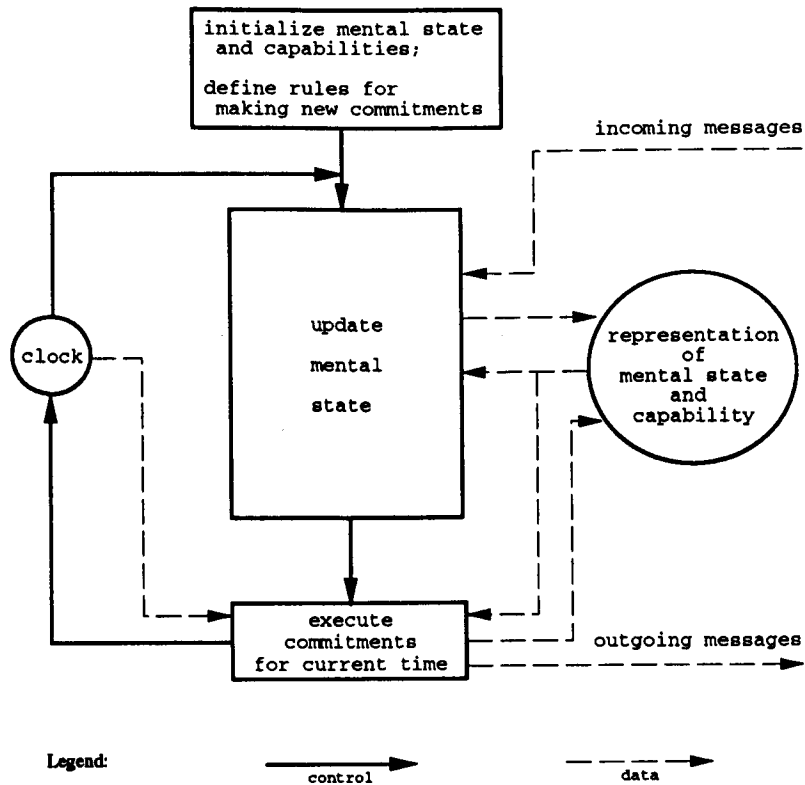 initialize mental state
and capabilities;
define rules for
making new commitments
incoming messages
update
mental
state
clock
representation
of
mental state
and
capability
execute
commitments
for current time
outgoing messages
Legend:
control
data